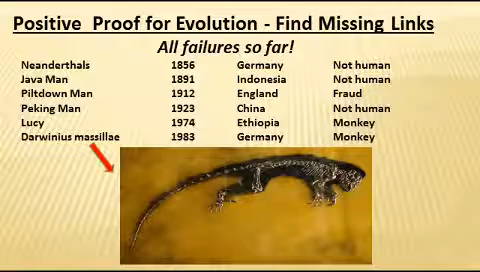 Positive Proof for Evolution - Find Missing Links
All failures so far!
Neanderthals 1856 Germany Not human
Java Man 1891 Indonesia Not human
Piltdown Man 1912 England Fraud
Peking Man 1923 China Not human
Lucy 1974 Ethiopia Monkey
Darwinius massillae 1983 Germany Monkey